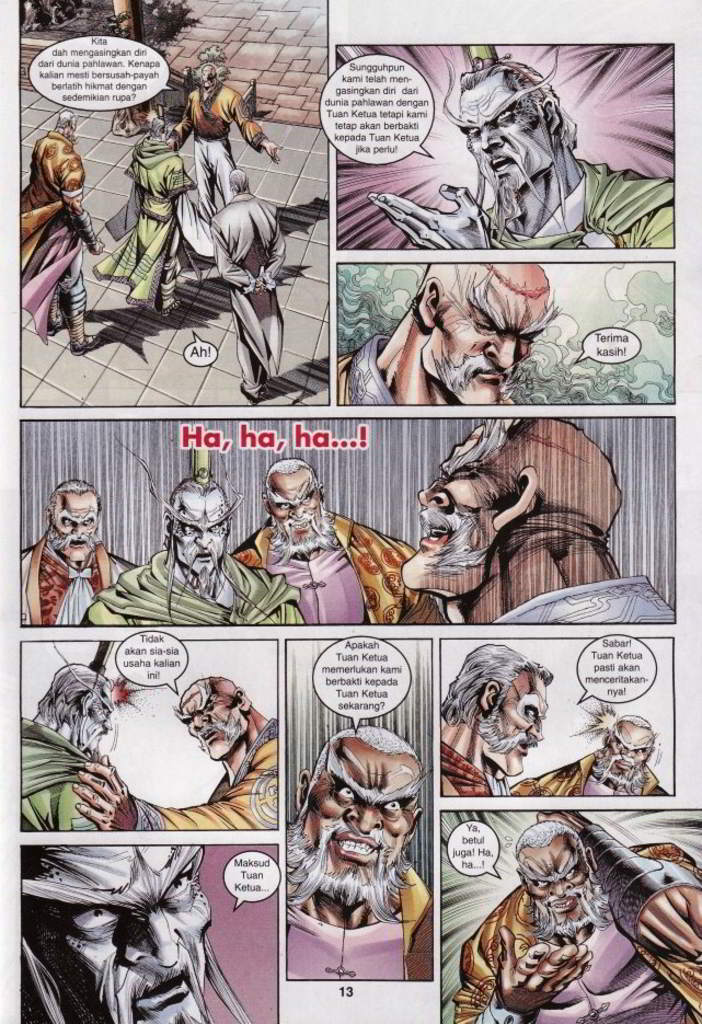 Kita
dah mengasingkan diri
dari dunia pahlawan. Kenapa
kalian mesti bersusah-payah
berlatih hikmat dengan
sedemikian rupa?
Ah!
Sungguhpun
kami telah men-
gasingkan diri dari
dunia pahlawan dengan
Tuan Ketua tetapi kami
tetap akan berbakti
kepada Tuan Ketua
jika perlu!
Terima
kasih!
Ha, ha, ha...!
Tidak
akan sia-sia
usaha kalian
ini!
Maksud
Tuan
Ketua...
Apakah
Tuan Ketua
memerlukan kami
berbakti kepada
Tuan Ketua
sekarang?
Sabar!
Tuan Ketua
pasti akan
menceritakan-
nya!
Ya,
betul
juga! Ha,
ha...!
13